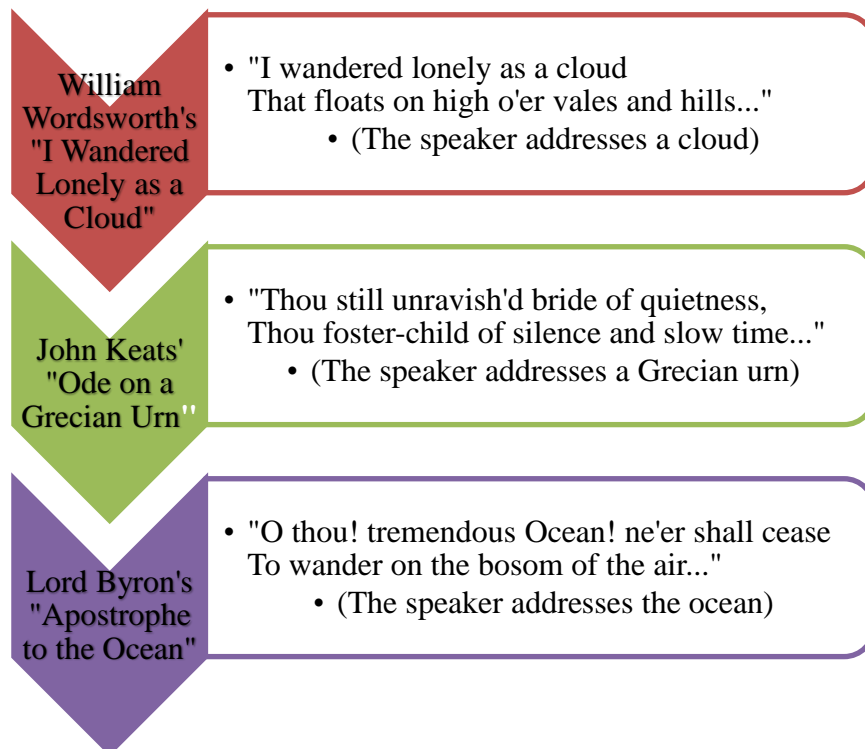 William
Wordsworth's
"I Wandered
Lonely as a
Cloud"
• "I wandered lonely as a cloud
That floats on high o'er vales and hills..."
• (The speaker addresses a cloud)
John Keats'
"Ode on a
Grecian Urn"
• "Thou still unravish'd bride of quietness,
Thou foster-child of silence and slow time..."
• (The speaker addresses a Grecian urn)
Lord Byron's
"Apostrophe
to the Ocean"
• "O thou! tremendous Ocean! ne'er shall cease
To wander on the bosom of the air..."
• (The speaker addresses the ocean)